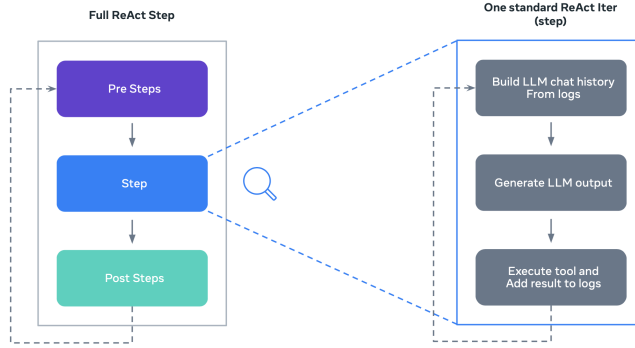 Full ReAct Step
Pre Steps
Step
Post Steps
One standard ReAct Iter
(step)
Build LLM chat history
From logs
Generate LLM output
Execute tool and
Add result to logs